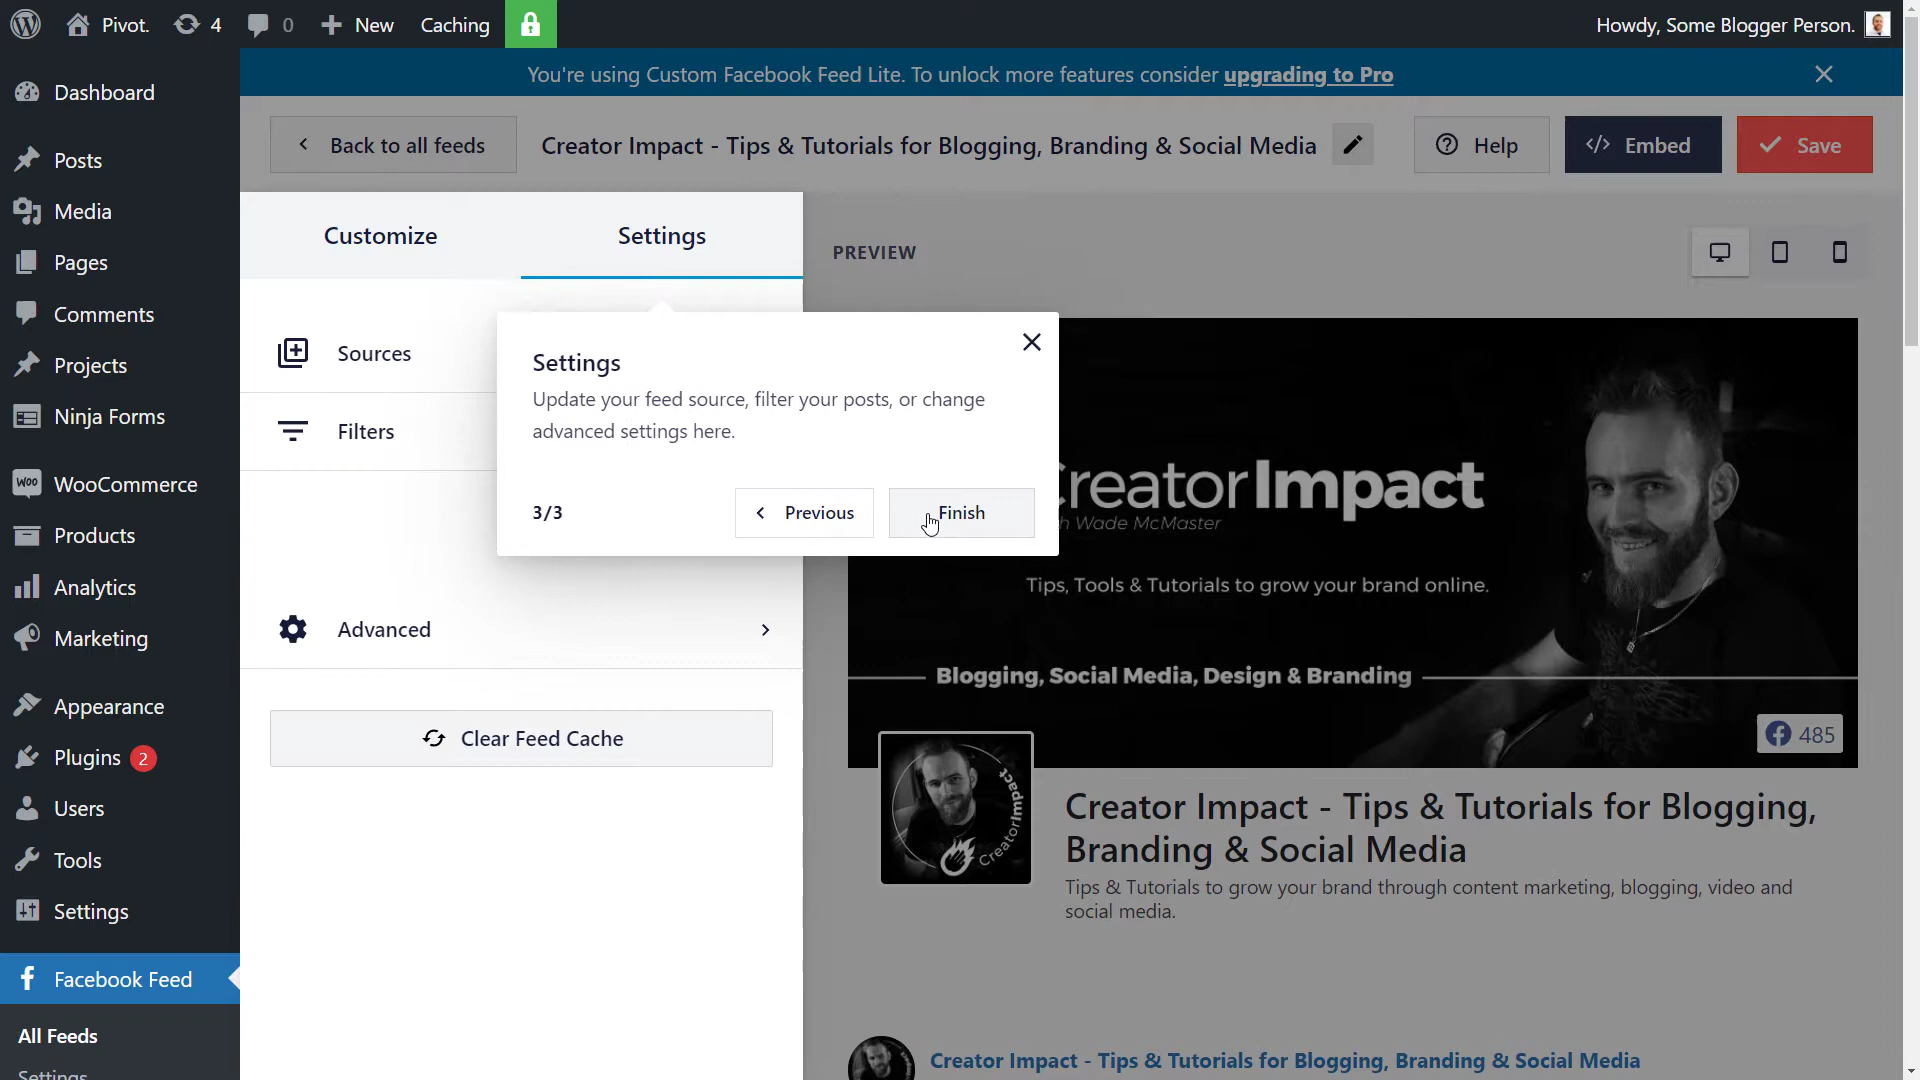 Pivot.
4
0
New
Caching
Howdy, Some Blogger Person.
You're using Custom Facebook Feed Lite. To unlock more features consider upgrading to Pro
Dashboard
Posts
Media
Pages
Comments
Projects
Ninja Forms
Woo WooCommerce
Products
Analytics
Marketing
Appearance
Plugins 2
Users
Tools
Settings
Facebook Feed
All Feeds
Settings
Back to all feeds
Creator Impact - Tips & Tutorials for Blogging, Branding & Social Media
Help
Embed
Save
Customize
Settings
Sources
Filters
Advanced
Clear Feed Cache
Settings
Update your feed source, filter your posts, or change
advanced settings here.
3/3
Previous
Finish
PREVIEW
reatorImpact
h Wade McMaster
Tips, Tools & Tutorials to grow your brand online.
Blogging, Social Media, Design & Branding
485
CreatorImpact
Creator Impact - Tips & Tutorials for Blogging,
Branding & Social Media
Tips & Tutorials to grow your brand through content marketing, blogging, video and
social media.
Creator Impact - Tips & Tutorials for Blogging, Branding & Social Media